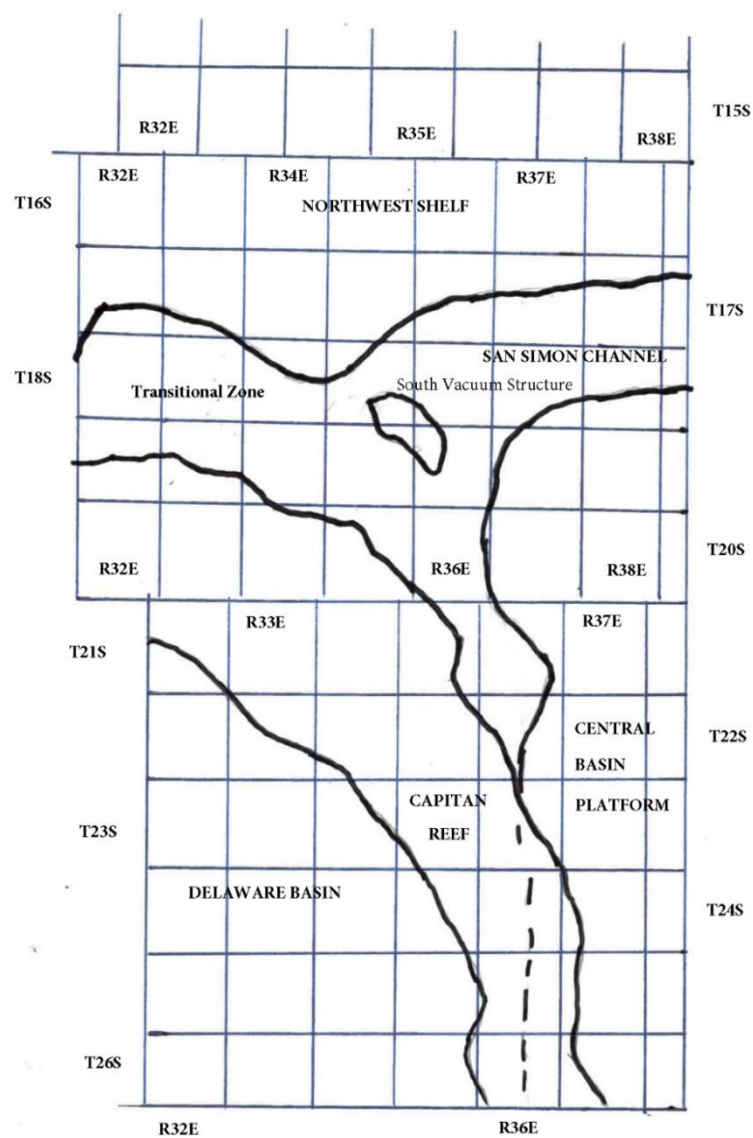 T15S
R32E
R35E
R38E
R32E
R34E
R37E
T16S
NORTHWEST SHELF
T17S
SAN SIMON CHANNEL
T18S
Transitional Zone
South Vacuum Structure
T20S
R32E
R36E
R38E
R33E
R37E
T21S
CENTRAL
BASIN
PLATFORM
T22S
CAPITAN
REEF
T23S
DELAWARE BASIN
T24S
T26S
R32E
R36E